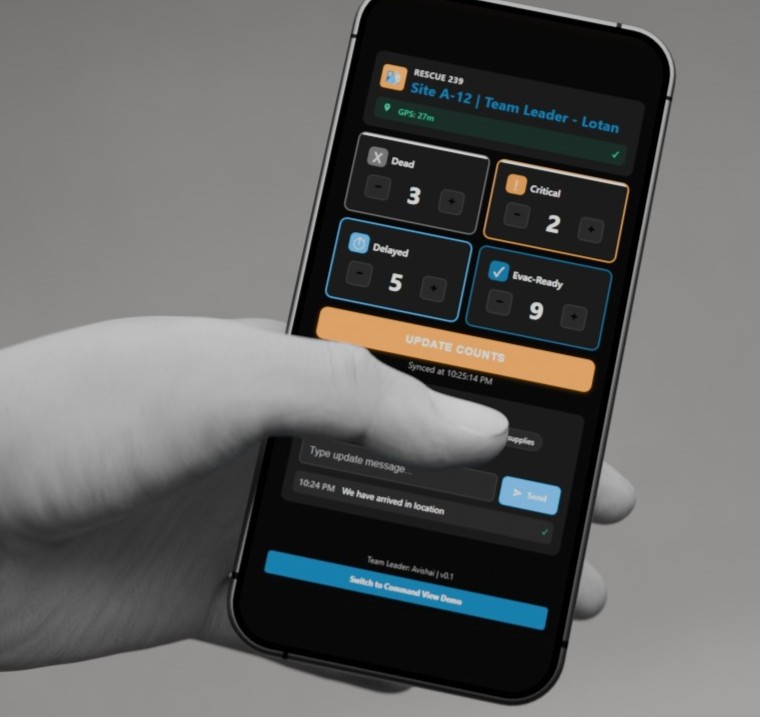 RESCUE 239
Site A-12 | Team Leader - Lotan
GPS: 27m
Dead
3
Critical
2
Delayed
5
Evac-Ready
9
UPDATE COUNTS
Synced at 10:25:14 PM
supplies
Type update message...
Send
10:24 PM We have arrived in location
Team Leader: Avishai | v0.1
Switch to Command View Demo